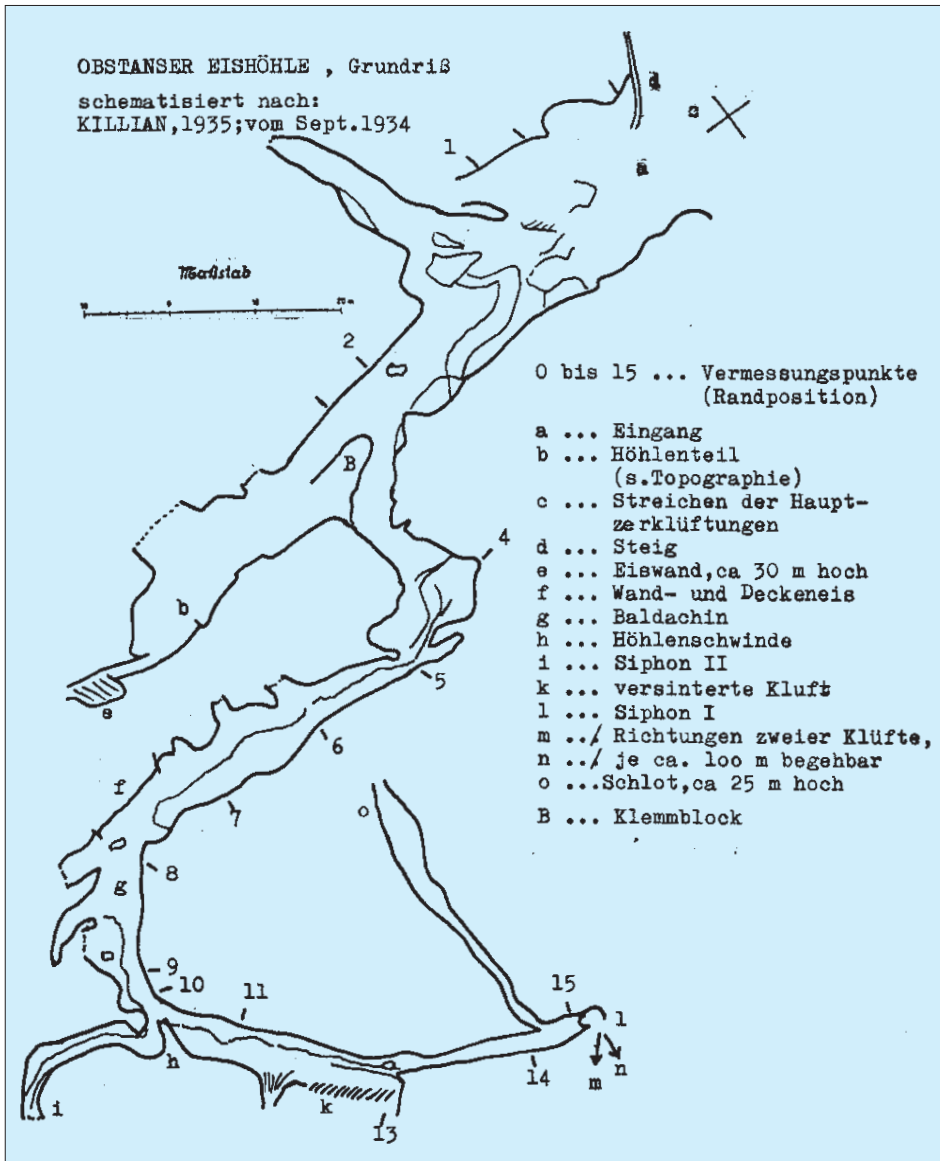 OBSTANSER EISHÖHLE , Grundriß
schematisiert nach:
KILLIAN,1935;vom Sept.1934
d
c
1
a
Maßstab
2
0 bis 15 ... Vermessungspunkte
(Randposition)
a ... Eingang
b ... Höhlenteil
(s.Topographie)
c ... Streichen der Haupt-
zerklüftungen
d ... Steig
e ... Eiswand,ca 30 m hoch
f ... Wand- und Deckeneis
g ... Baldachin
h ... Höhlenschwinde
i ... Siphon II
k ... versinterte Kluft
l ... Siphon I
m ../ Richtungen zweier Klüfte,
n ../ je ca. loo m begehbar
o ...Schlot,ca 25 m hoch
B ... Klemmblock
B
4
b
5
e
6
f
7
o
8
g
9
10
11
15
l
h
14
m
n
i
k
13